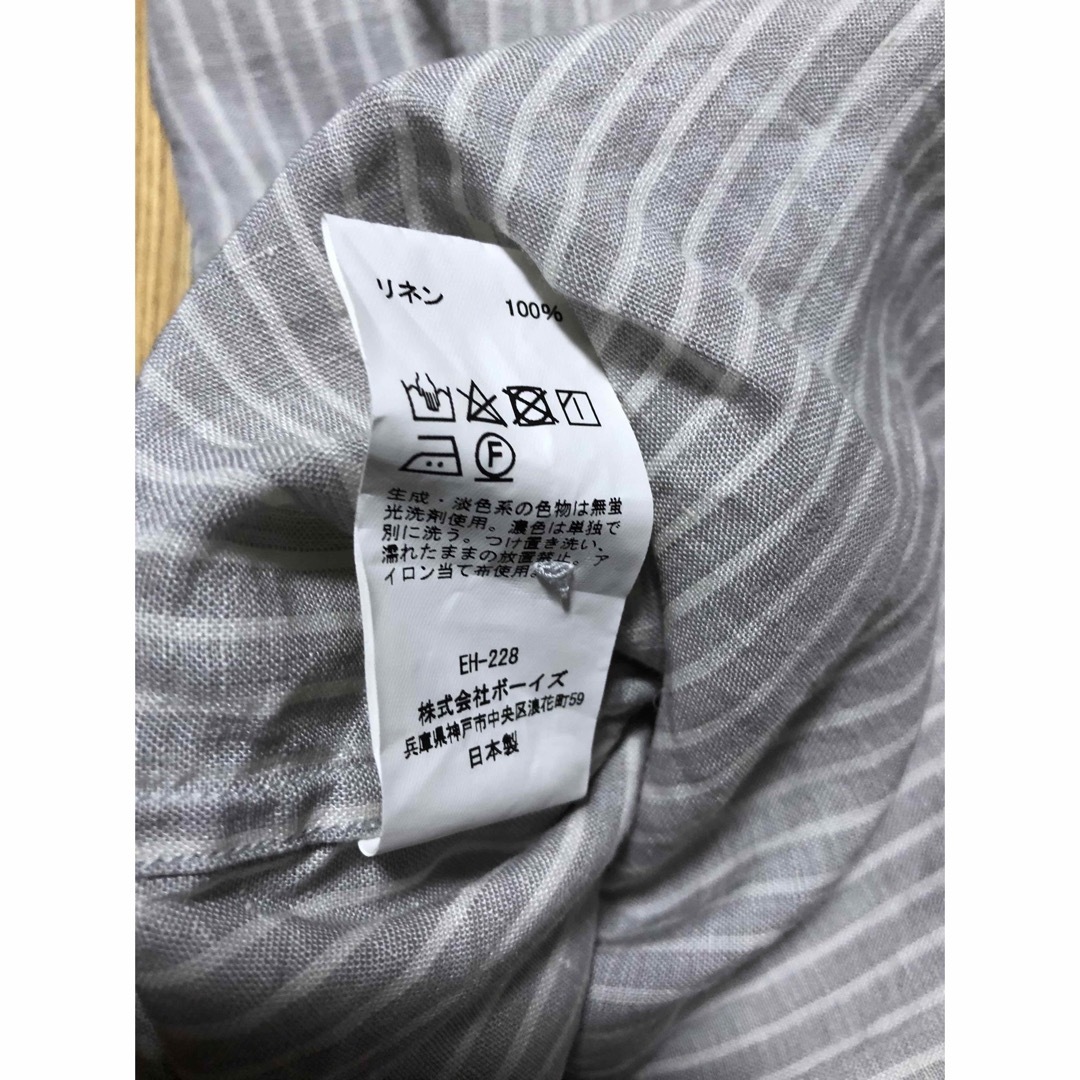 リネン 100%
F
生成・淡色系の色物は無蛍
光洗剤使用。濃色は単独で
別に洗う。つけ置き洗い、
濡れたままの放置禁止。ア
イロン当て布使用。
EH-228
株式会社ボーイズ
兵庫県神戸市中央区浪花町59
日本製